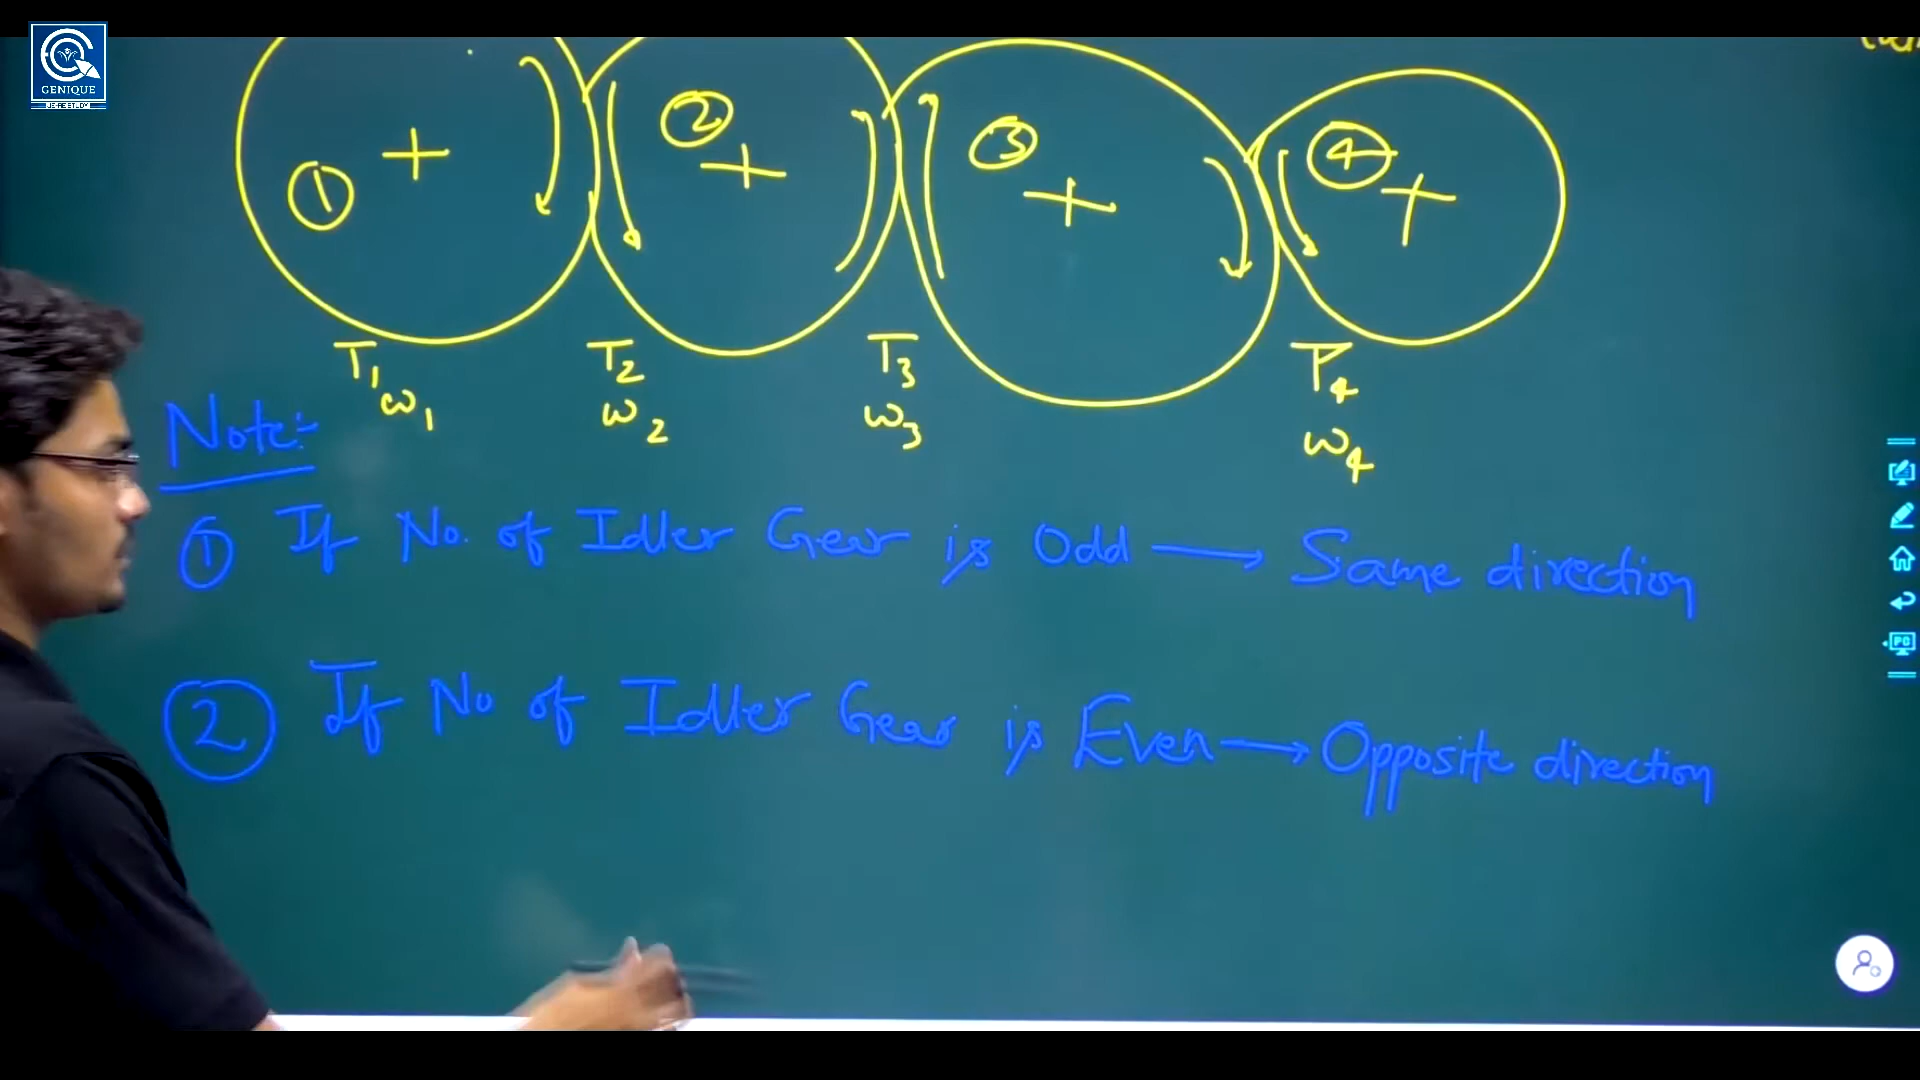 GENIQUE
① ② ③ ④
T1 T2 T3 T4
ω1 ω2 ω3 ω4
Note:-
① If No. of Idler Gear is Odd → Same direction
② If No of Idler Gear is Even → Opposite direction
PC